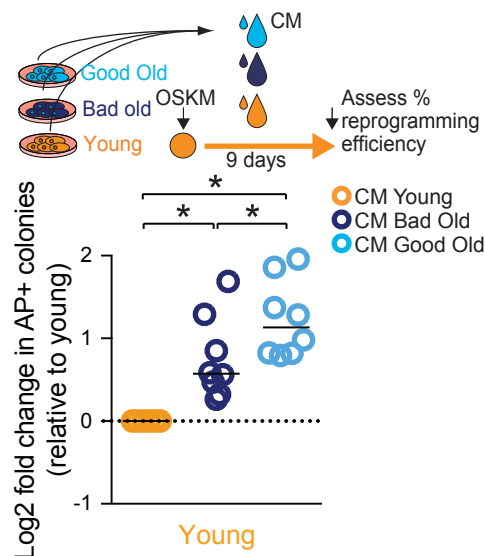 CM
Good Old
Bad old
Young
OSKM
9 days
Assess %
reprogramming
efficiency
CM Young
CM Bad Old
CM Good Old
*
*
*
Log2 fold change in AP+ colonies
(relative to young)
2
1
0
-1
Young